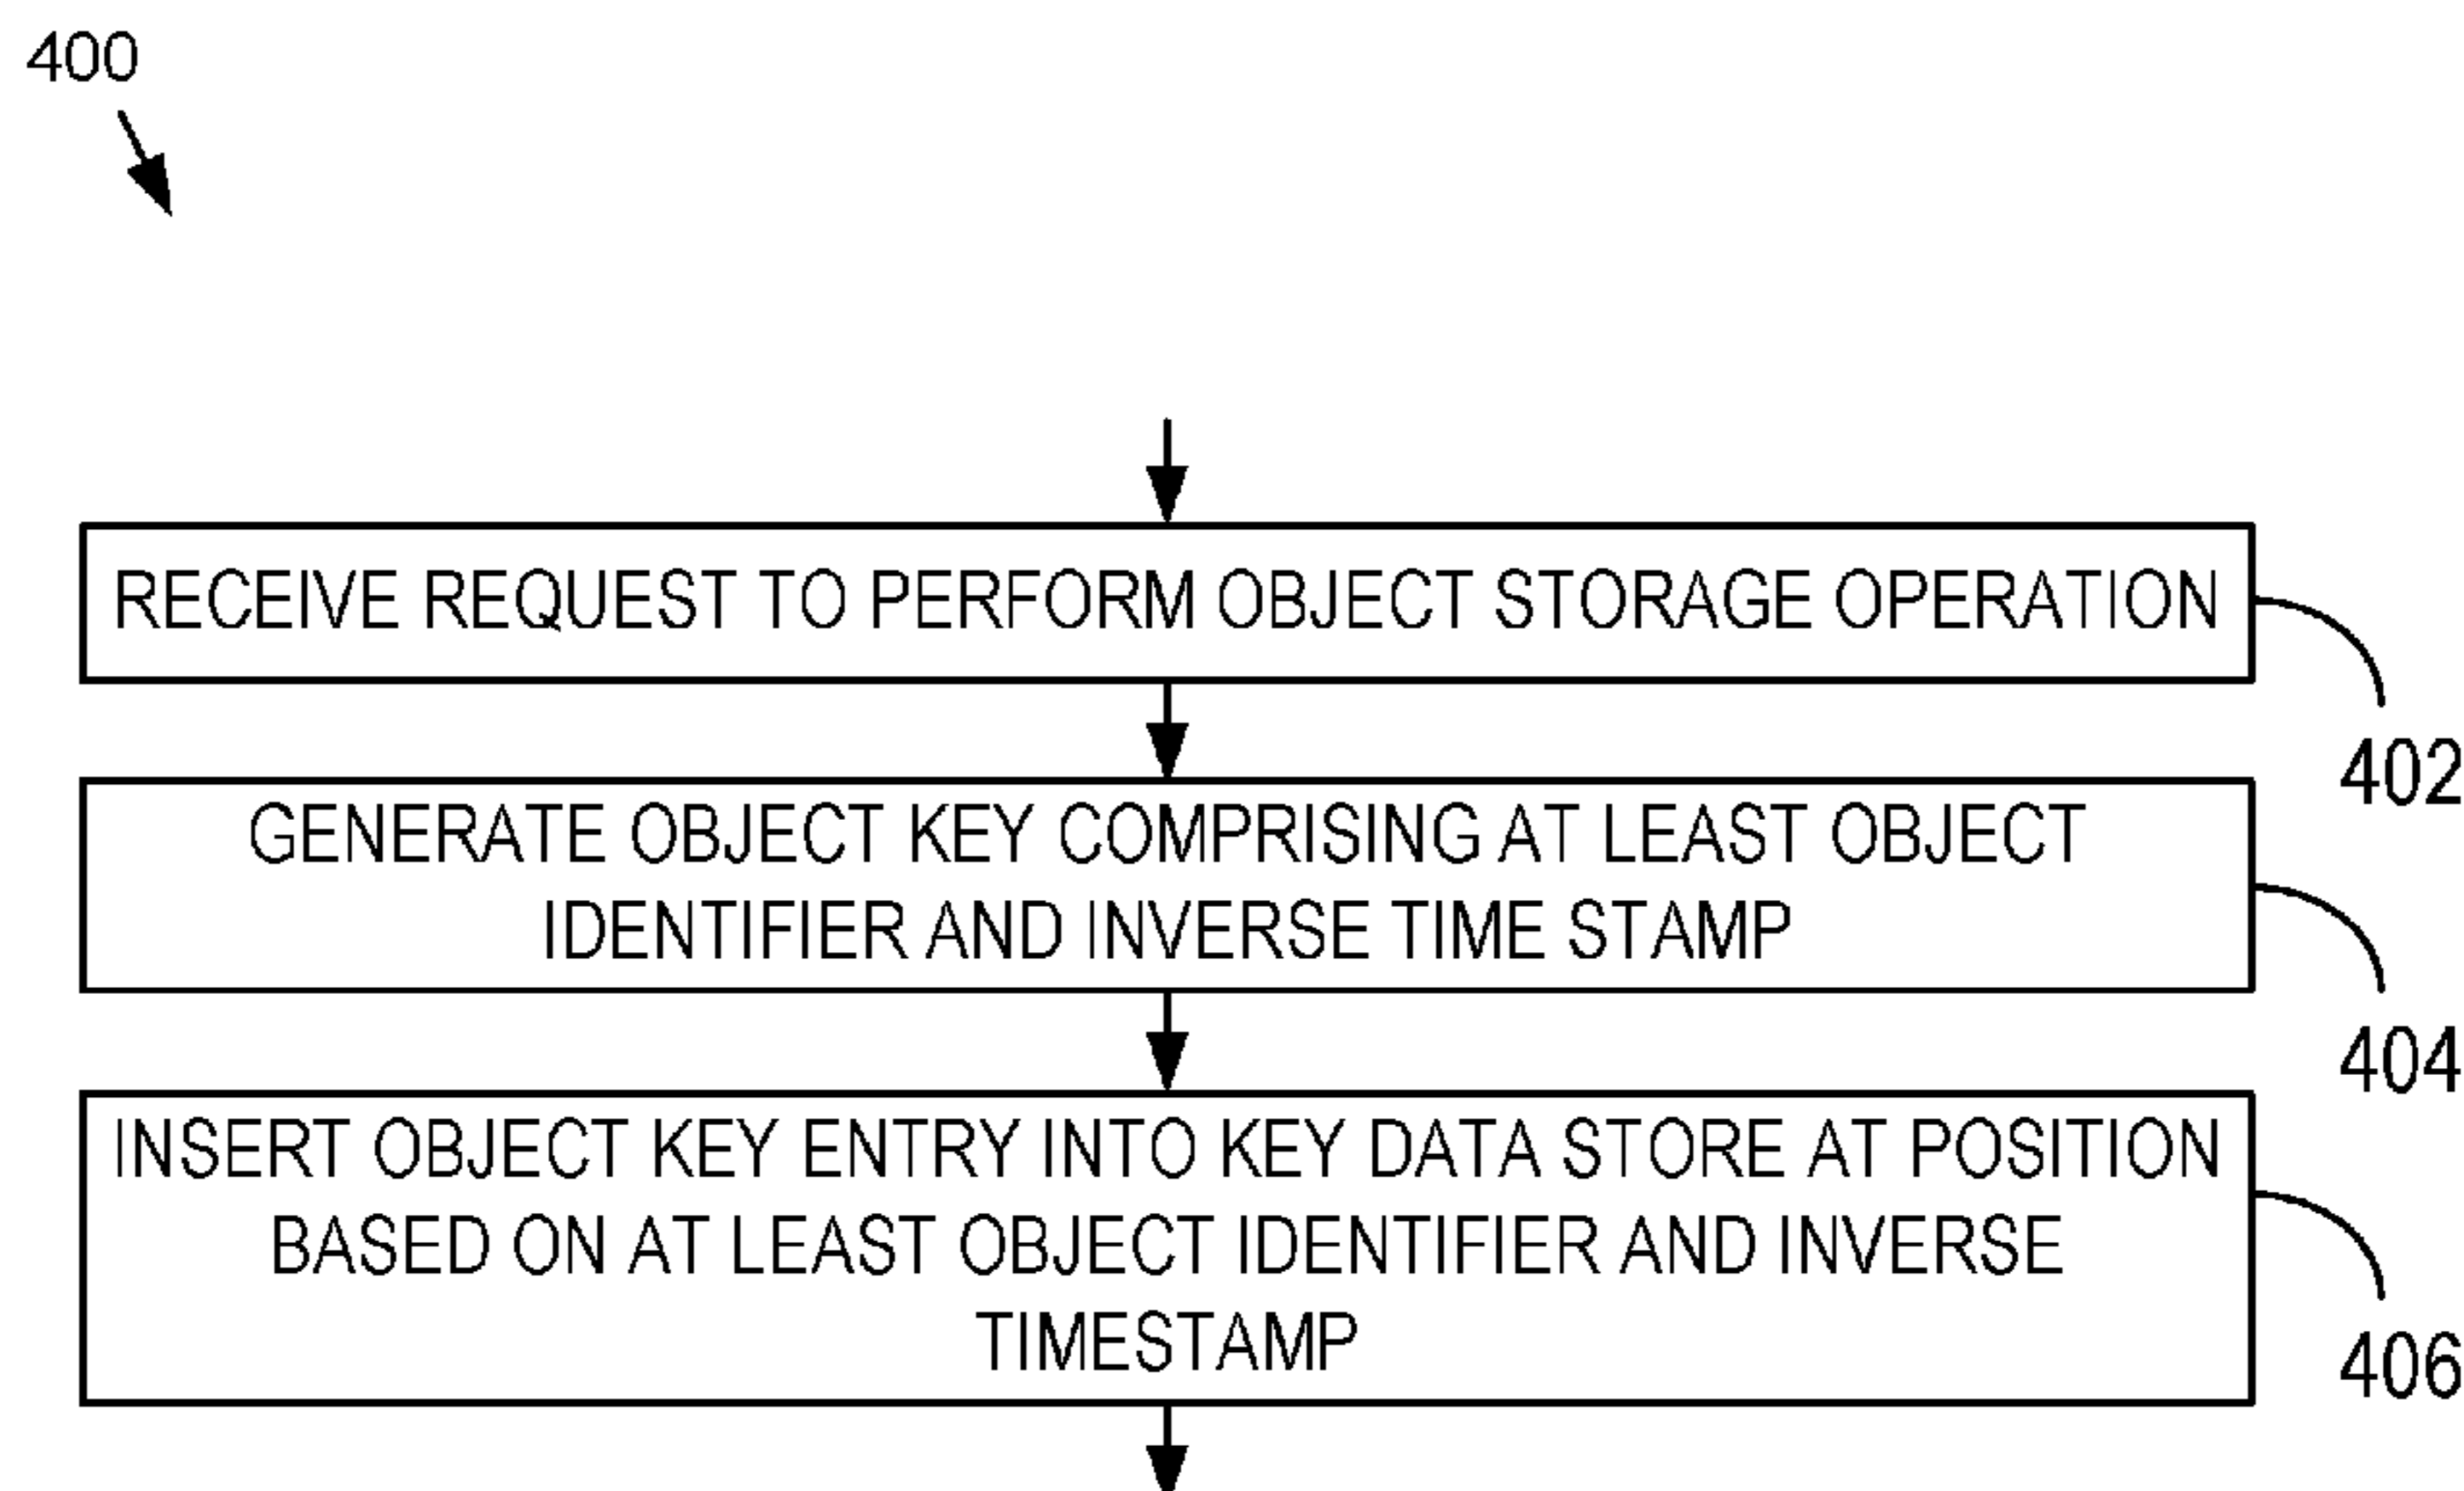 400
RECEIVE REQUEST TO PERFORM OBJECT STORAGE OPERATION
402
GENERATE OBJECT KEY COMPRISING AT LEAST OBJECT
IDENTIFIER AND INVERSE TIME STAMP
404
INSERT OBJECT KEY ENTRY INTO KEY DATA STORE AT POSITION
BASED ON AT LEAST OBJECT IDENTIFIER AND INVERSE
TIMESTAMP
406